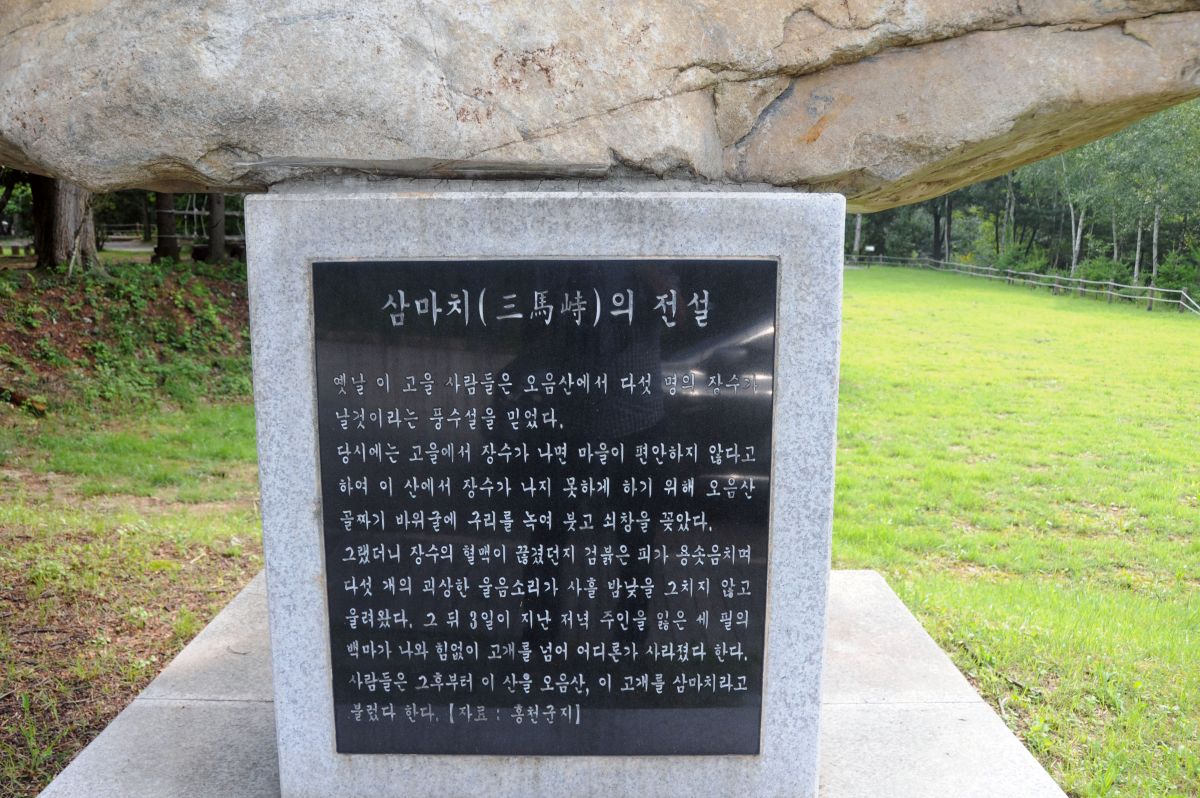 삼마치(三馬峙)의 전설
옛날 이 고을 사람들은 오음산에서 다섯 명의 장수가
날것이라는 풍수설을 믿었다.
당시에는 고을에서 장수가 나면 마을이 편안하지 않다고
하여 이 산에서 장수가 나지 못하게 하기 위해 오음산
골짜기 바위굴에 구리를 녹여 붓고 쇠창을 꽂았다.
그랬더니 장수의 혈맥이 끊겼던지 검붉은 피가 용솟음치며
다섯 개의 괴상한 울음소리가 사흘 밤낮을 그치지 않고
울려왔다. 그 뒤 3일이 지난 저녁 주인을 잃은 세 필의
백마가 나와 힘없이 고개를 넘어 어디론가 사라졌다 한다.
사람들은 그후부터 이 산을 오음산, 이 고개를 삼마치라고
불렀다 한다.【자료 : 홍천군지】